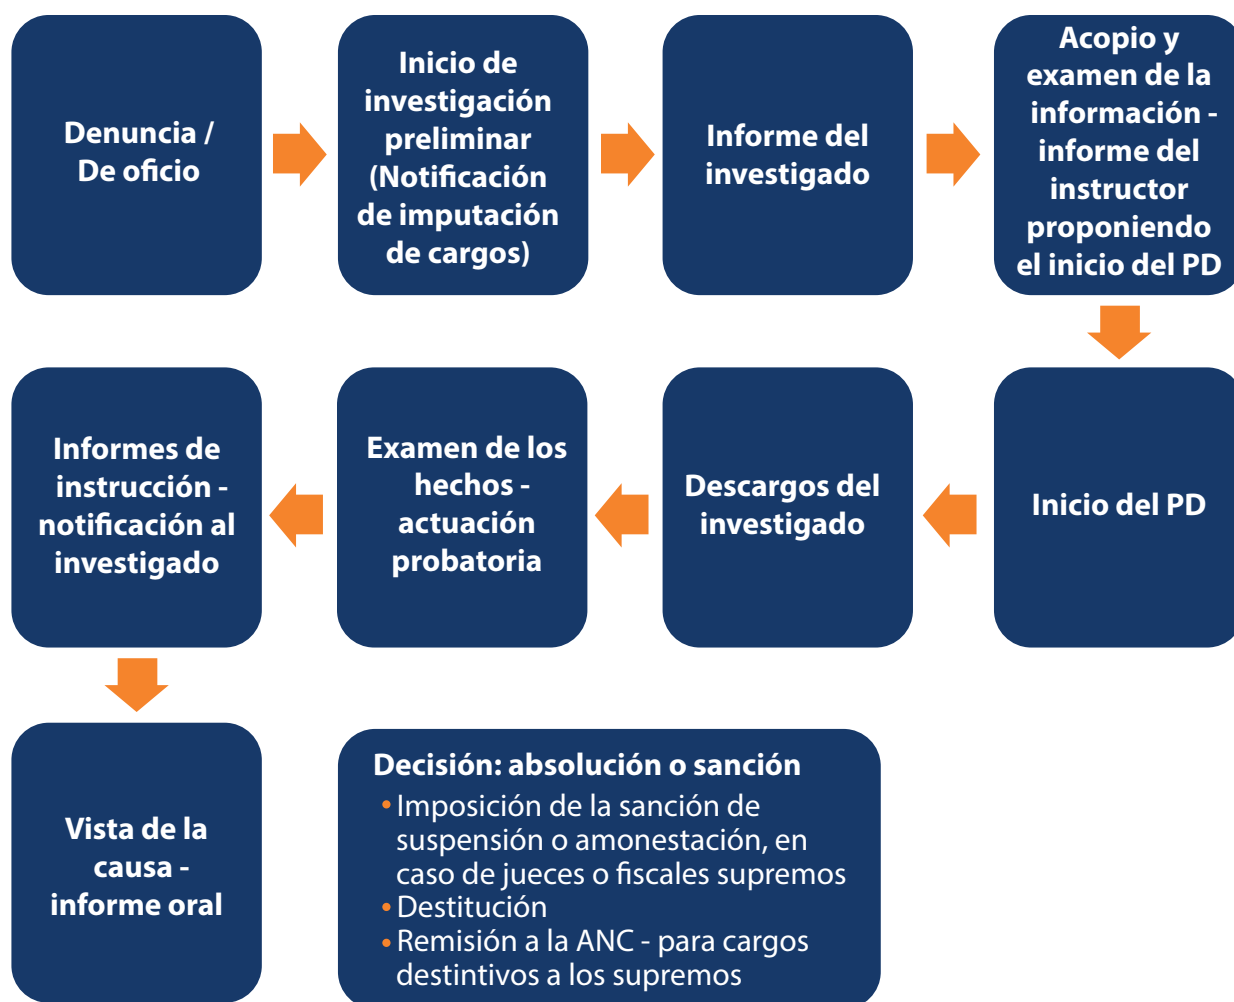 Denuncia /
De oficio
Inicio de
investigación
preliminar
(Notificación
de imputación
de cargos)
Informe del
investigado
Acopio y
examen de la
información -
informe del
instructor
proponiendo
el inicio del PD
Inicio del PD
Descargos del
investigado
Examen de los
hechos -
actuación
probatoria
Informes de
instrucción -
notificación al
investigado
Vista de la
causa -
informe oral
Decisión: absolución o sanción
• Imposición de la sanción de
suspensión o amonestación, en
caso de jueces o fiscales supremos
• Destitución
• Remisión a la ANC - para cargos
destintivos a los supremos